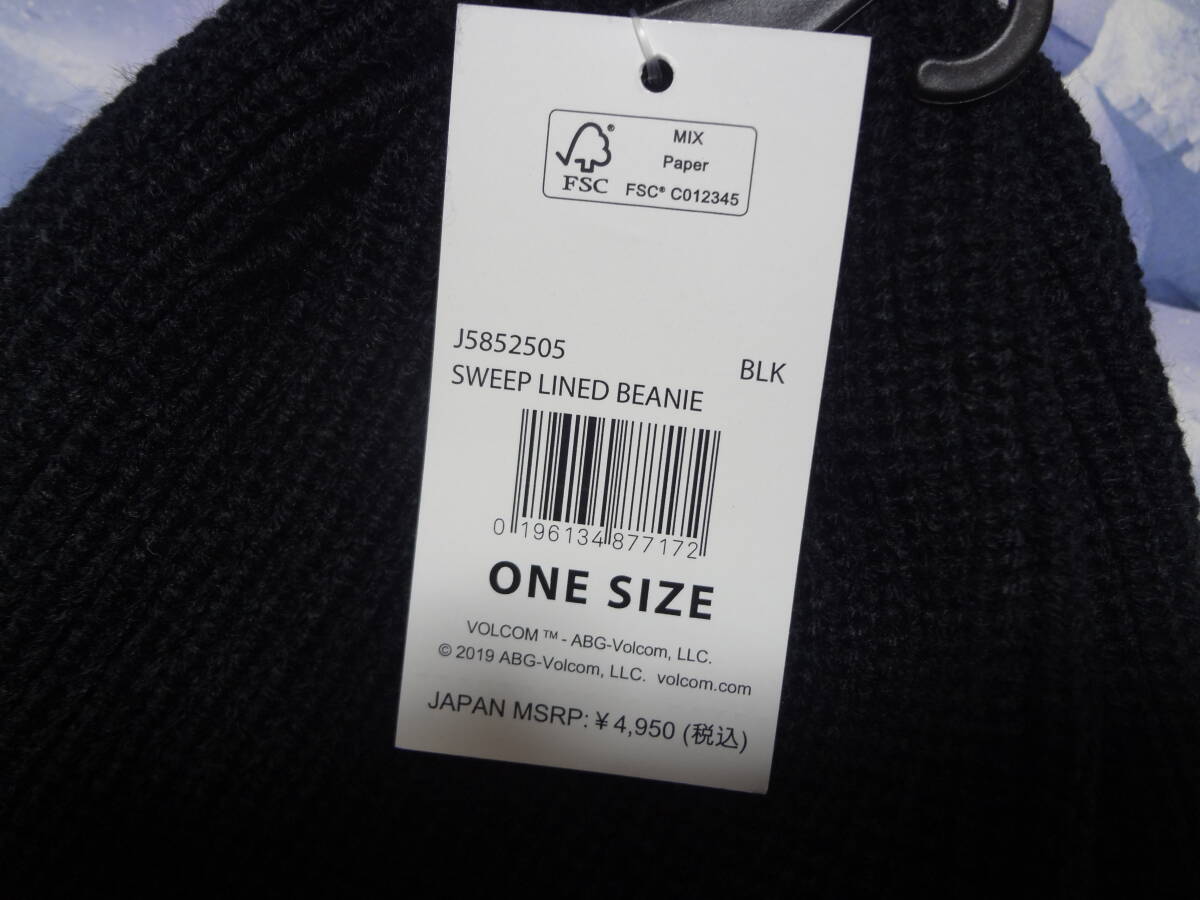 MIX
Paper
FSC® C012345
®
FSC
J5852505
BLK
SWEEP LINED BEANIE
0 196134 877172
ONE SIZE
VOLCOM ™ - ABG-Volcom, LLC.
© 2019 ABG-Volcom, LLC. volcom.com
JAPAN MSRP: ¥ 4,950 (税込)